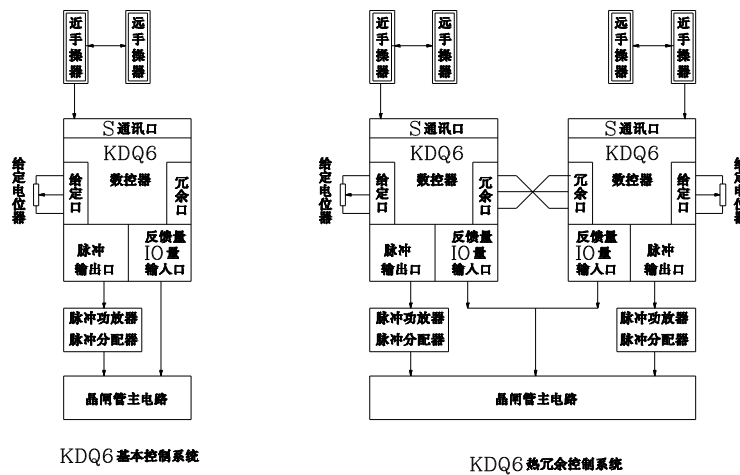 近手操器
远手操器
S通讯口
KDQ6
数控器
给定电位器
给定口
冗余口
脉冲
输出口
反馈量
IO量
输入口
脉冲功放器
脉冲分配器
晶闸管主电路
KDQ6基本控制系统
近手操器
远手操器
远手操器
近手操器
S通讯口
S通讯口
KDQ6
KDQ6
给定电位器
给定口
数控器
冗余口
冗余口
数控器
给定口
给定电位器
脉冲
输出口
反馈量
IO量
输入口
反馈量
IO量
输入口
脉冲
输出口
脉冲功放器
脉冲分配器
脉冲功放器
脉冲分配器
晶闸管主电路
KDQ6热冗余控制系统